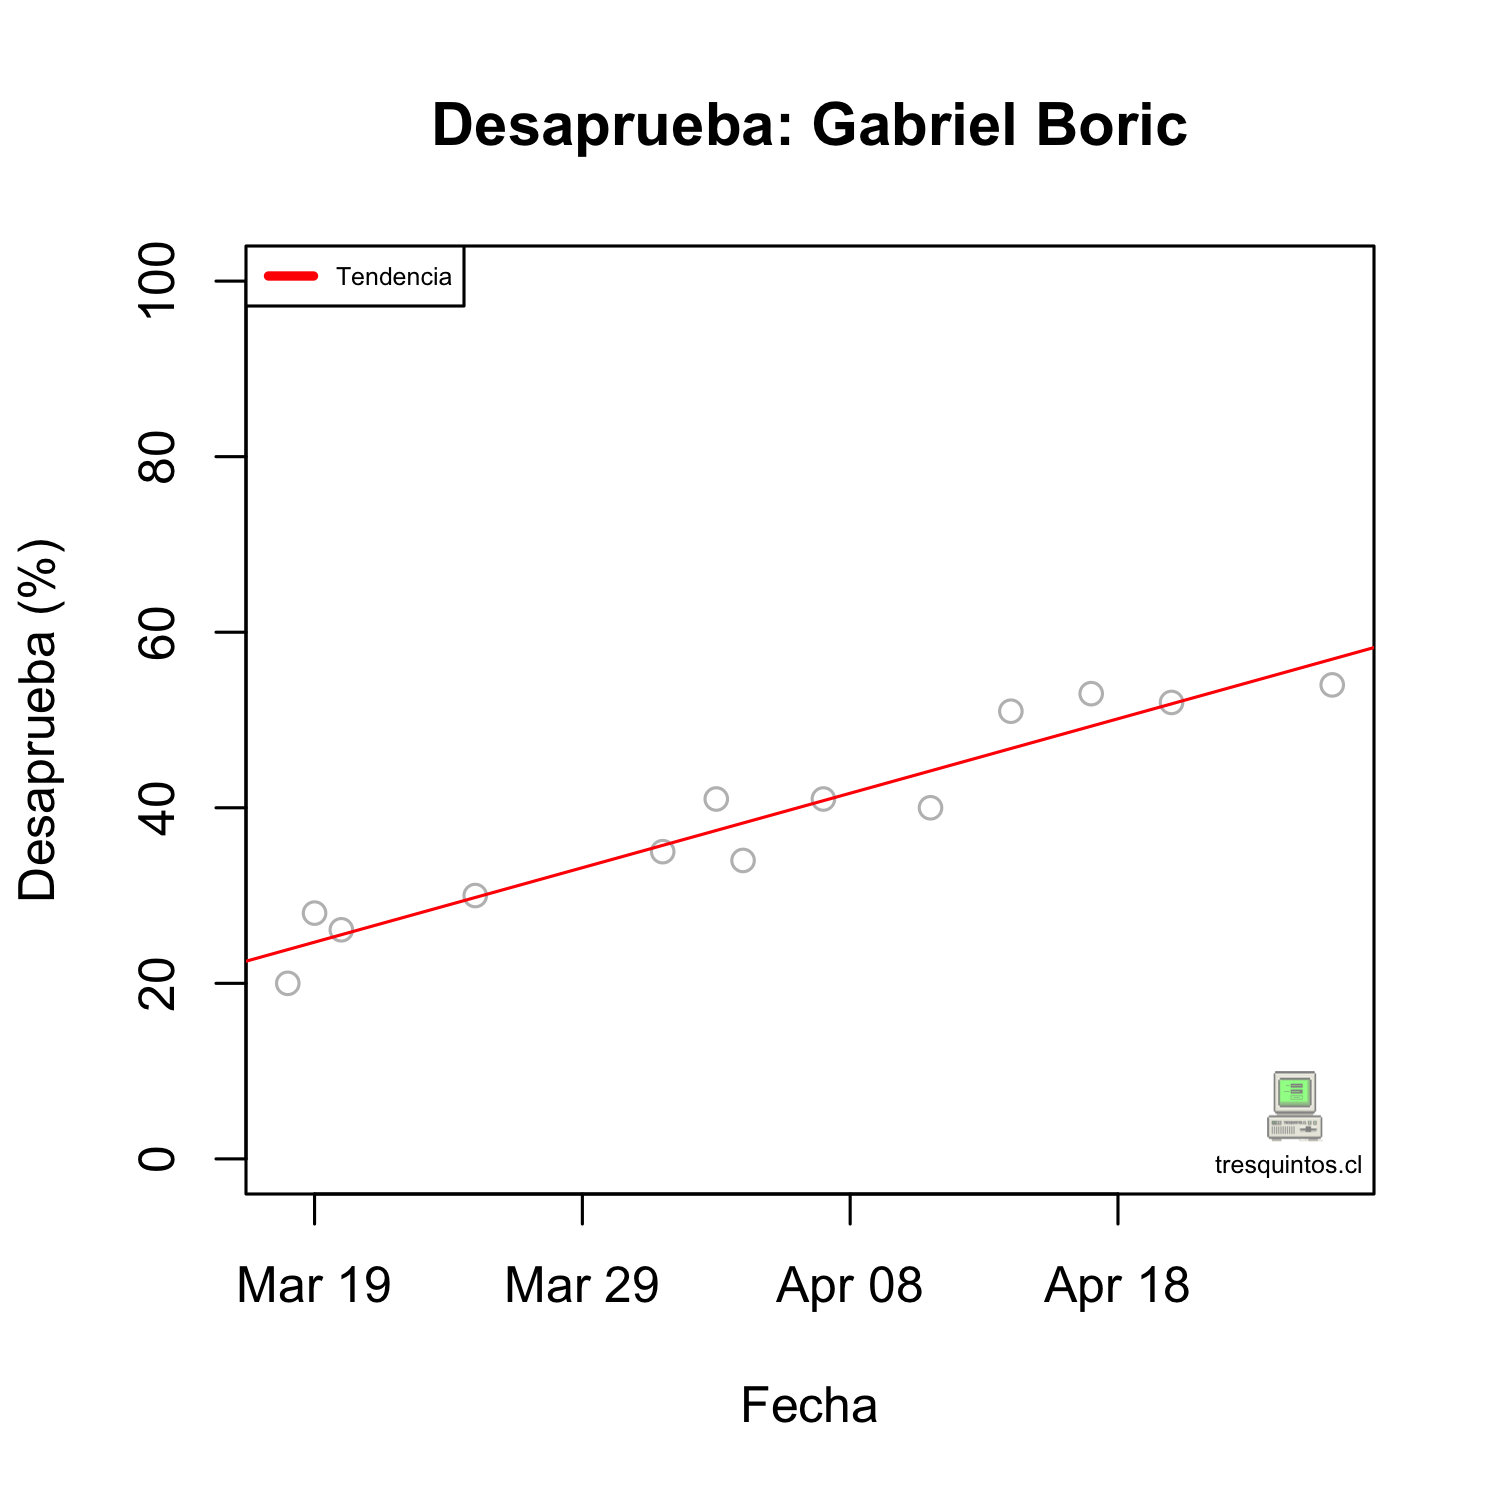 Desaprueba: Gabriel Boric
Tendencia
100
80
60
40
20
0
Desaprueba (%)
tresquintos.cl
Mar 19
Mar 29
Apr 08
Apr 18
Fecha